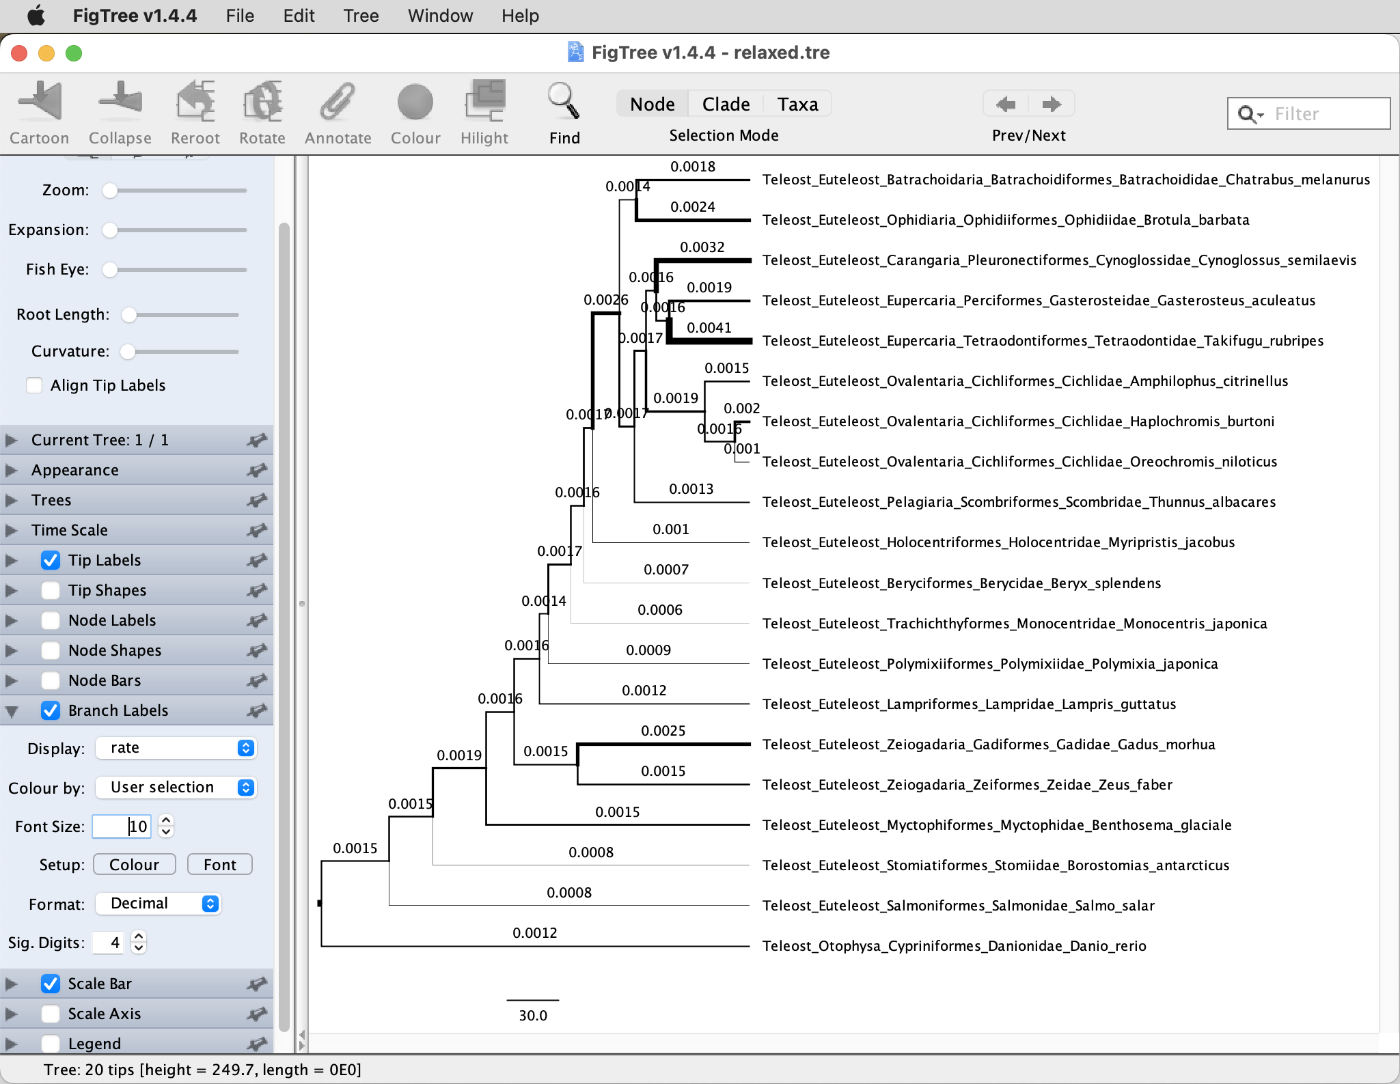 FigTree v1.4.4 File Edit Tree Window Help
FigTree v1.4.4 - relaxed.tre
Cartoon Collapse Reroot Rotate Annotate Colour Hilight Find
Node Clade Taxa
Selection Mode
Prev/Next
Filter
Zoom:
Expansion:
Fish Eye:
Root Length:
Curvature:
Align Tip Labels
Current Tree: 1 / 1
Appearance
Trees
Time Scale
Tip Labels
Tip Shapes
Node Labels
Node Shapes
Node Bars
Branch Labels
Display: rate
Colour by: User selection
Font Size: 10
Setup: Colour Font
Format: Decimal
Sig. Digits: 4
Scale Bar
Scale Axis
Legend
0.0018
0.0014
Teleost_Euteleost_Batrachoidaria_Batrachoidiformes_Batrachoididae_Chatrabus_melanurus
0.0024
Teleost_Euteleost_Ophidiaria_Ophidiiformes_Ophidiidae_Brotula_barbata
0.0032
Teleost_Euteleost_Carangaria_Pleuronectiformes_Cynoglossidae_Cynoglossus_semilaevis
0.0016
0.0019
0.0026
Teleost_Euteleost_Eupercaria_Perciformes_Gasterosteidae_Gasterosteus_aculeatus
0.0016
0.0041
0.0017
Teleost_Euteleost_Eupercaria_Tetraodontiformes_Tetraodontidae_Takifugu_rubripes
0.0015
Teleost_Euteleost_Ovalentaria_Cichliformes_Cichlidae_Amphilophus_citrinellus
0.0019
0.002
0.0017
0.0017
Teleost_Euteleost_Ovalentaria_Cichliformes_Cichlidae_Haplochromis_burtoni
0.0016
0.001
Teleost_Euteleost_Ovalentaria_Cichliformes_Cichlidae_Oreochromis_niloticus
0.0013
0.0016
Teleost_Euteleost_Pelagiaria_Scombriformes_Scombridae_Thunnus_albacares
0.001
Teleost_Euteleost_Holocentriformes_Holocentridae_Myripristis_jacobus
0.0017
0.0007
Teleost_Euteleost_Beryciformes_Berycidae_Beryx_splendens
0.0014
0.0006
Teleost_Euteleost_Trachichthyformes_Monocentridae_Monocentris_japonica
0.0016
0.0009
Teleost_Euteleost_Polymixiiformes_Polymixiidae_Polymixia_japonica
0.0016
0.0012
Teleost_Euteleost_Lampriformes_Lampridae_Lampris_guttatus
0.0025
Teleost_Euteleost_Zeiogadaria_Gadiformes_Gadidae_Gadus_morhua
0.0019
0.0015
0.0015
Teleost_Euteleost_Zeiogadaria_Zeiformes_Zeidae_Zeus_faber
0.0015
0.0015
Teleost_Euteleost_Myctophiformes_Myctophidae_Benthosema_glaciale
0.0015
0.0008
Teleost_Euteleost_Stomiatiformes_Stomiidae_Borostomias_antarcticus
0.0008
Teleost_Euteleost_Salmoniformes_Salmonidae_Salmo_salar
0.0012
Teleost_Otophysa_Cypriniformes_Danionidae_Danio_rerio
30.0
Tree: 20 tips [height = 249.7, length = 0E0]